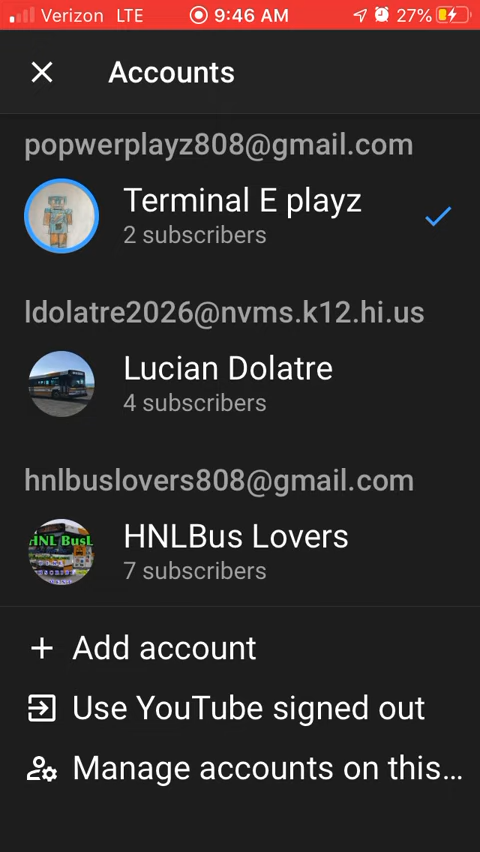 Verizon LTE 9:46 AM 27%
Accounts
popwerplayz808@gmail.com
Terminal E playz
2 subscribers
ldolatre2026@nvms.k12.hi.us
Lucian Dolatre
4 subscribers
hnlbuslovers808@gmail.com
HNL BusL
HNLBus Lovers
7 subscribers
Add account
Use YouTube signed out
Manage accounts on this...